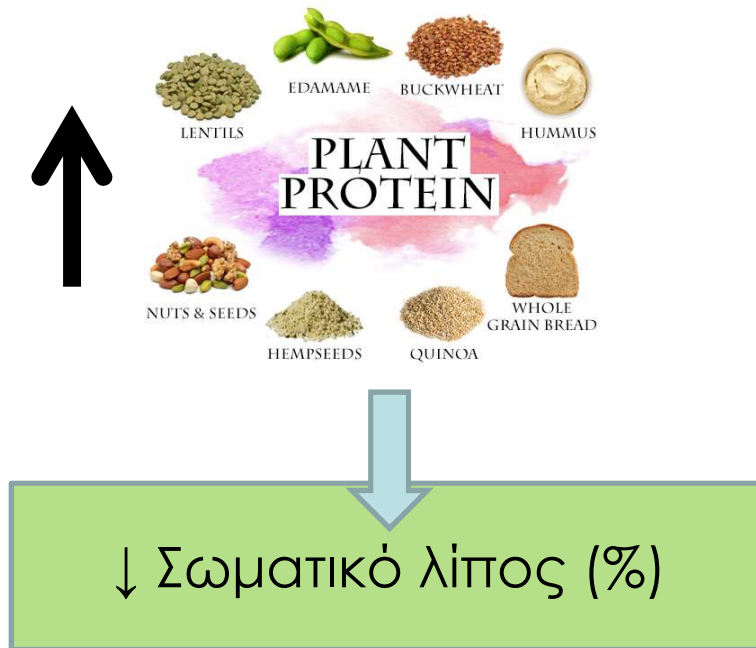 EDAMAME
BUCKWHEAT
LENTILS
HUMMUS
PLANT
PROTEIN
NUTS & SEEDS
HEMPSEEDS
QUINOA
WHOLE
GRAIN BREAD
↓ Σωματικό λίπος (%)